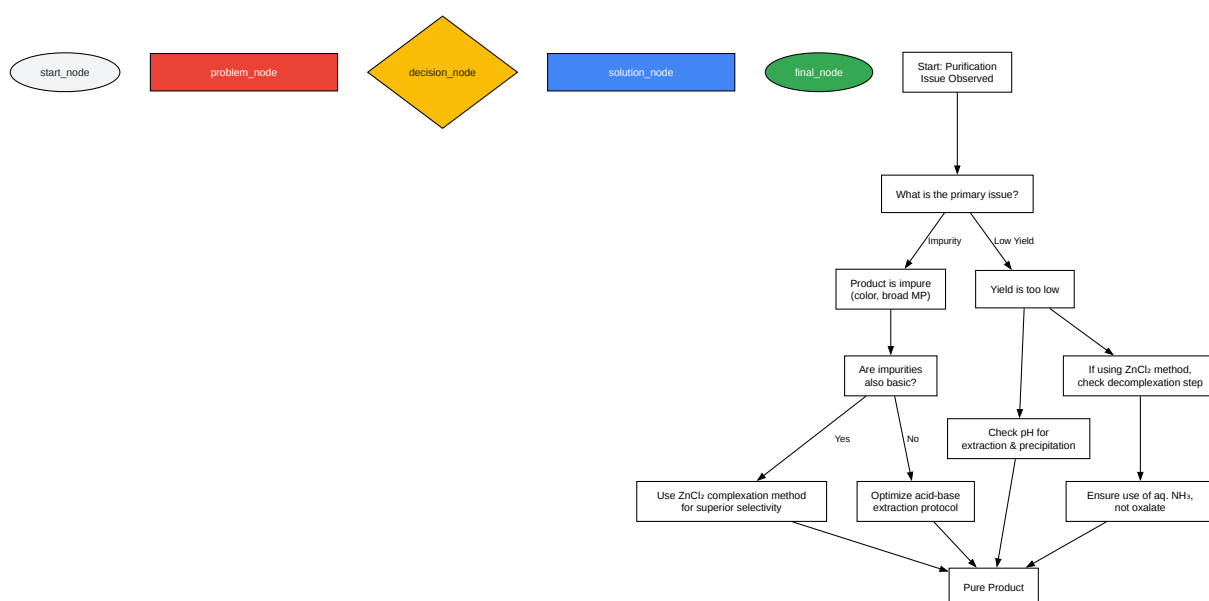 start_node
problem_node
decision_node
solution_node
final_node
Start: Purification
Issue Observed
What is the primary issue?
Impurity
Low Yield
Product is impure
(color, broad MP)
Yield is too low
Are impurities
also basic?
If using ZnCl₂ method,
check decomplexation step
Yes
No
Check pH for
extraction & precipitation
Use ZnCl₂ complexation method
for superior selectivity
Optimize acid-base
extraction protocol
Ensure use of aq. NH₃,
not oxalate
Pure Product